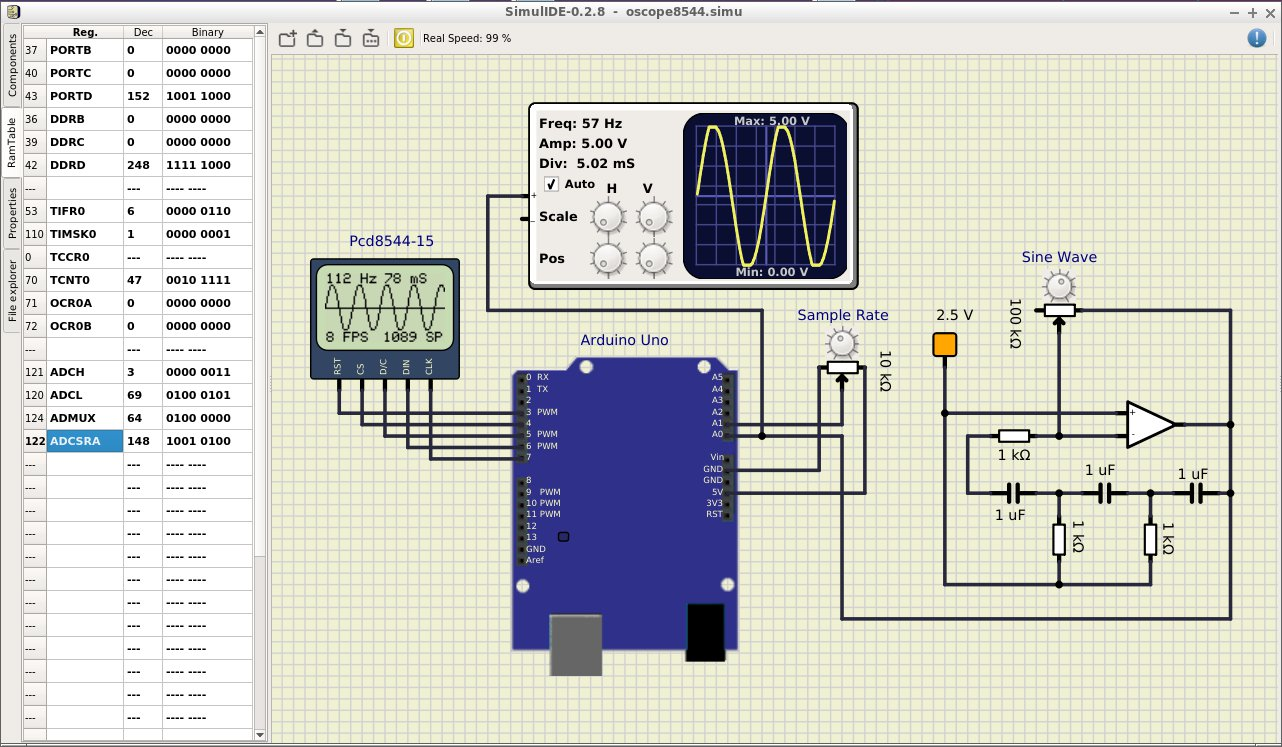 SimulIDE-0.2.8 - oscope8544.simu
Components
RamTable
Properties
File explorer
Reg. Dec Binary
37 PORTB 0 0000 0000
40 PORTC 0 0000 0000
43 PORTD 152 1001 1000
36 DDRB 0 0000 0000
39 DDRC 0 0000 0000
42 DDRD 248 1111 1000
--- --- ---- ----
53 TIFR0 6 0000 0110
110 TIMSK0 1 0000 0001
0 TCCR0 --- ---- ----
70 TCNT0 47 0010 1111
71 OCR0A 0 0000 0000
72 OCR0B 0 0000 0000
--- --- ---- ----
121 ADCH 3 0000 0011
120 ADCL 69 0100 0101
124 ADMUX 64 0100 0000
122 ADCSRA 148 1001 0100
--- --- ---- ----
--- --- ---- ----
--- --- ---- ----
--- --- ---- ----
--- --- ---- ----
--- --- ---- ----
--- --- ---- ----
--- --- ---- ----
--- --- ---- ----
--- --- ---- ----
--- --- ---- ----
--- --- ---- ----
Real Speed: 99 %
Freq: 57 Hz
Amp: 5.00 V
Div: 5.02 mS
Auto
H V
+
-
Scale
Pos
Max: 5.00 V
Min: 0.00 V
Pcd8544-15
112 Hz 78 mS
8 FPS 1089 SP
RST CS D/C DIN CLK
Arduino Uno
0 RX
1 TX
2
3 PWM
4
5 PWM
6 PWM
7
8
9 PWM
10 PWM
11 PWM
12
13
GND
Aref
A5
A4
A3
A2
A1
A0
Vin
GND
GND
5V
3V3
RST
Sample Rate
10 kΩ
Sine Wave
100 kΩ
2.5 V
+
-
1 kΩ
1 uF
1 uF
1 uF
1 kΩ
1 kΩ